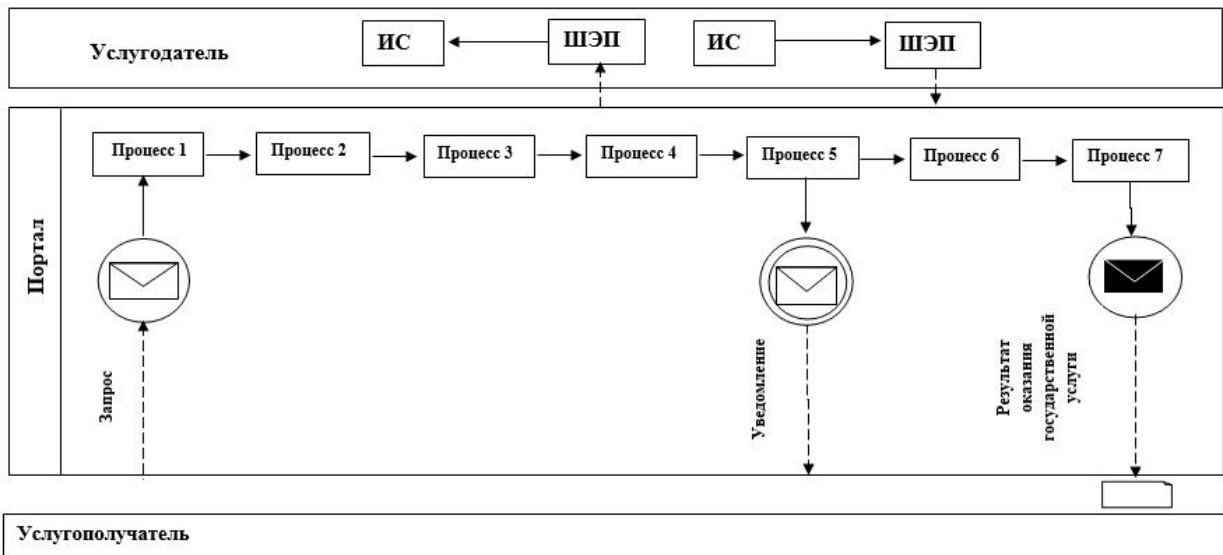 Услугодатель
ИС
ШЭП
ИС
ШЭП
Портал
Процесс 1
Процесс 2
Процесс 3
Процесс 4
Процесс 5
Процесс 6
Процесс 7
Запрос
Уведомление
Результат
оказания
государственной
услуги
Услугополучатель